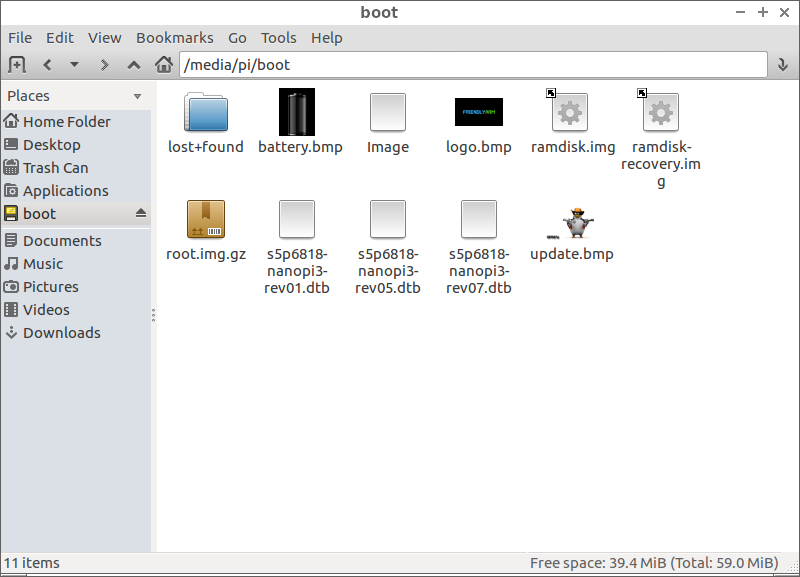 boot
File Edit View Bookmarks Go Tools Help
/media/pi/boot
Places
Home Folder
Desktop
Trash Can
Applications
boot
Documents
Music
Pictures
Videos
Downloads
lost+found
battery.bmp
Image
FRIENDLYARM
logo.bmp
ramdisk.img
ramdisk-
recovery.im
g
root.img.gz
s5p6818-
nanopi3-
rev01.dtb
s5p6818-
nanopi3-
rev05.dtb
s5p6818-
nanopi3-
rev07.dtb
update.bmp
11 items
Free space: 39.4 MiB (Total: 59.0 MiB)